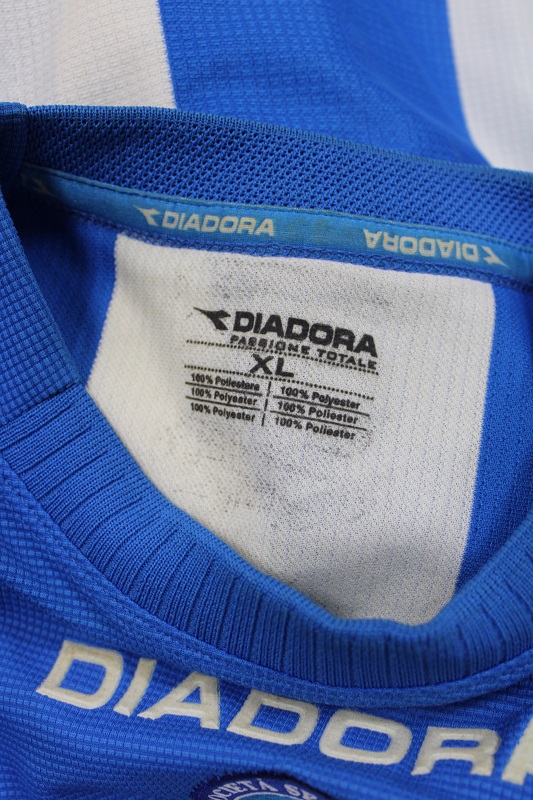 DIADORA DIADORA
DIADORA
PASSIONE TOTALE
XL
100% Poliestere 100% Polyester
100% Polyester 100% Poliester
100% Polyester 100% Poliester
DIADORA
SOCIETÀ